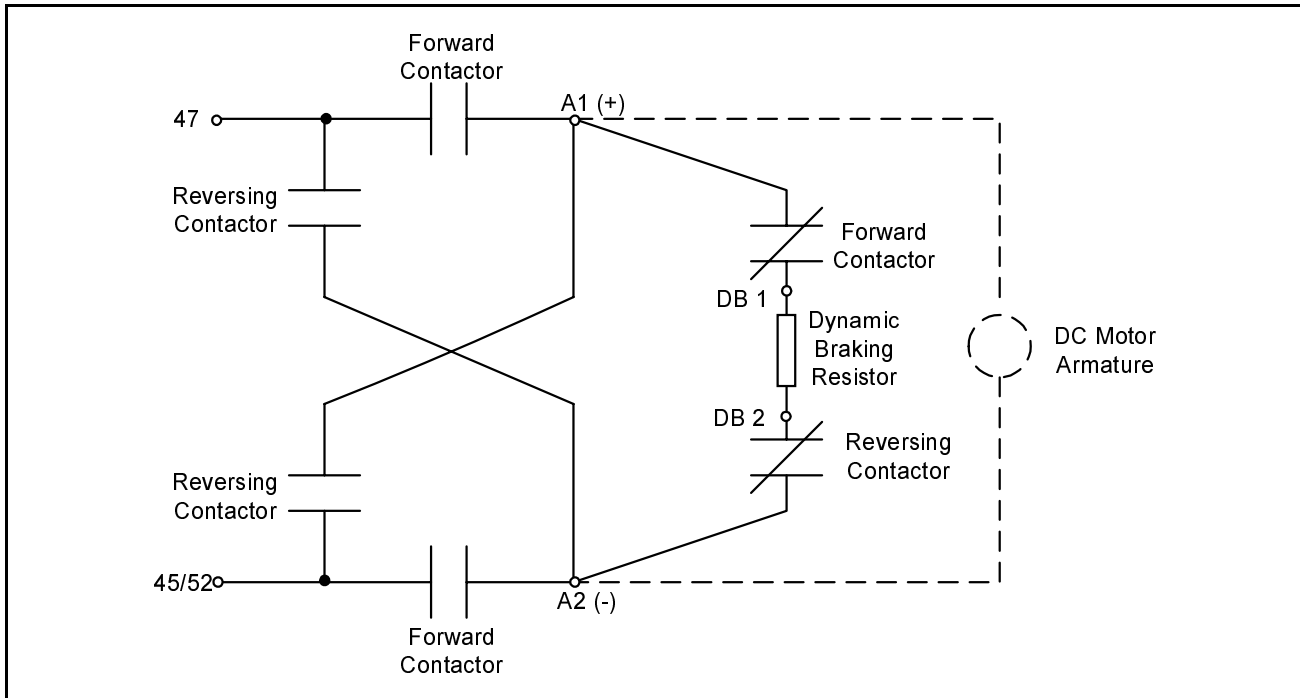 Forward
Contactor
47
A1 (+)
Reversing
Contactor
Forward
Contactor
DB 1
Dynamic
Braking
Resistor
DC Motor
Armature
DB 2
Reversing
Contactor
Reversing
Contactor
45/52
A2 (-)
Forward
Contactor